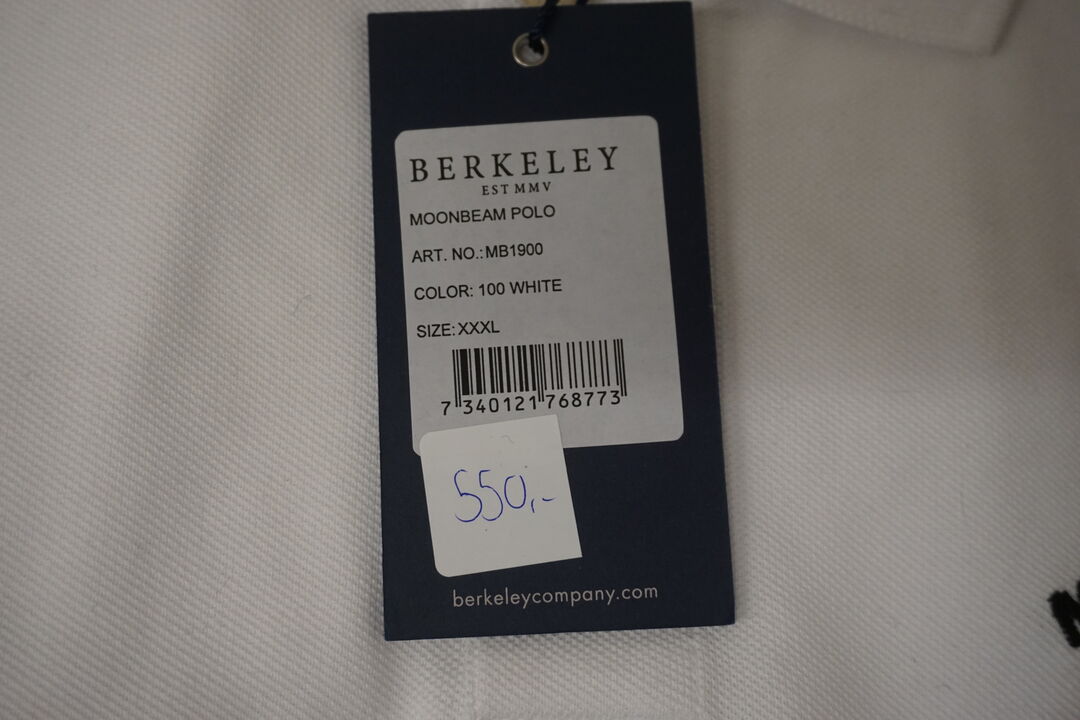 BERKELEY
EST MMV
MOONBEAM POLO
ART. NO.: MB1900
COLOR: 100 WHITE
SIZE: XXXL
7 340121 768773
550,-
berkeleycompany.com